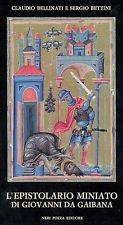 CLAUDIO BELLINATI E SERGIO BETTINI
L'EPISTOLARIO MINIATO
DI GIOVANNI DA GAIBANA
NERI POZZA EDITORE